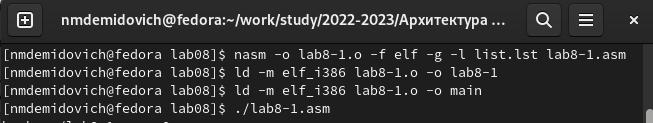 nmdemidovich@fedora:~/work/study/2022-2023/Архитектура ...
[nmdemidovich@fedora lab08]$ nasm -o lab8-1.o -f elf -g -l list.lst lab8-1.asm
[nmdemidovich@fedora lab08]$ ld -m elf_i386 lab8-1.o -o lab8-1
[nmdemidovich@fedora lab08]$ ld -m elf_i386 lab8-1.o -o main
[nmdemidovich@fedora lab08]$ ./lab8-1.asm